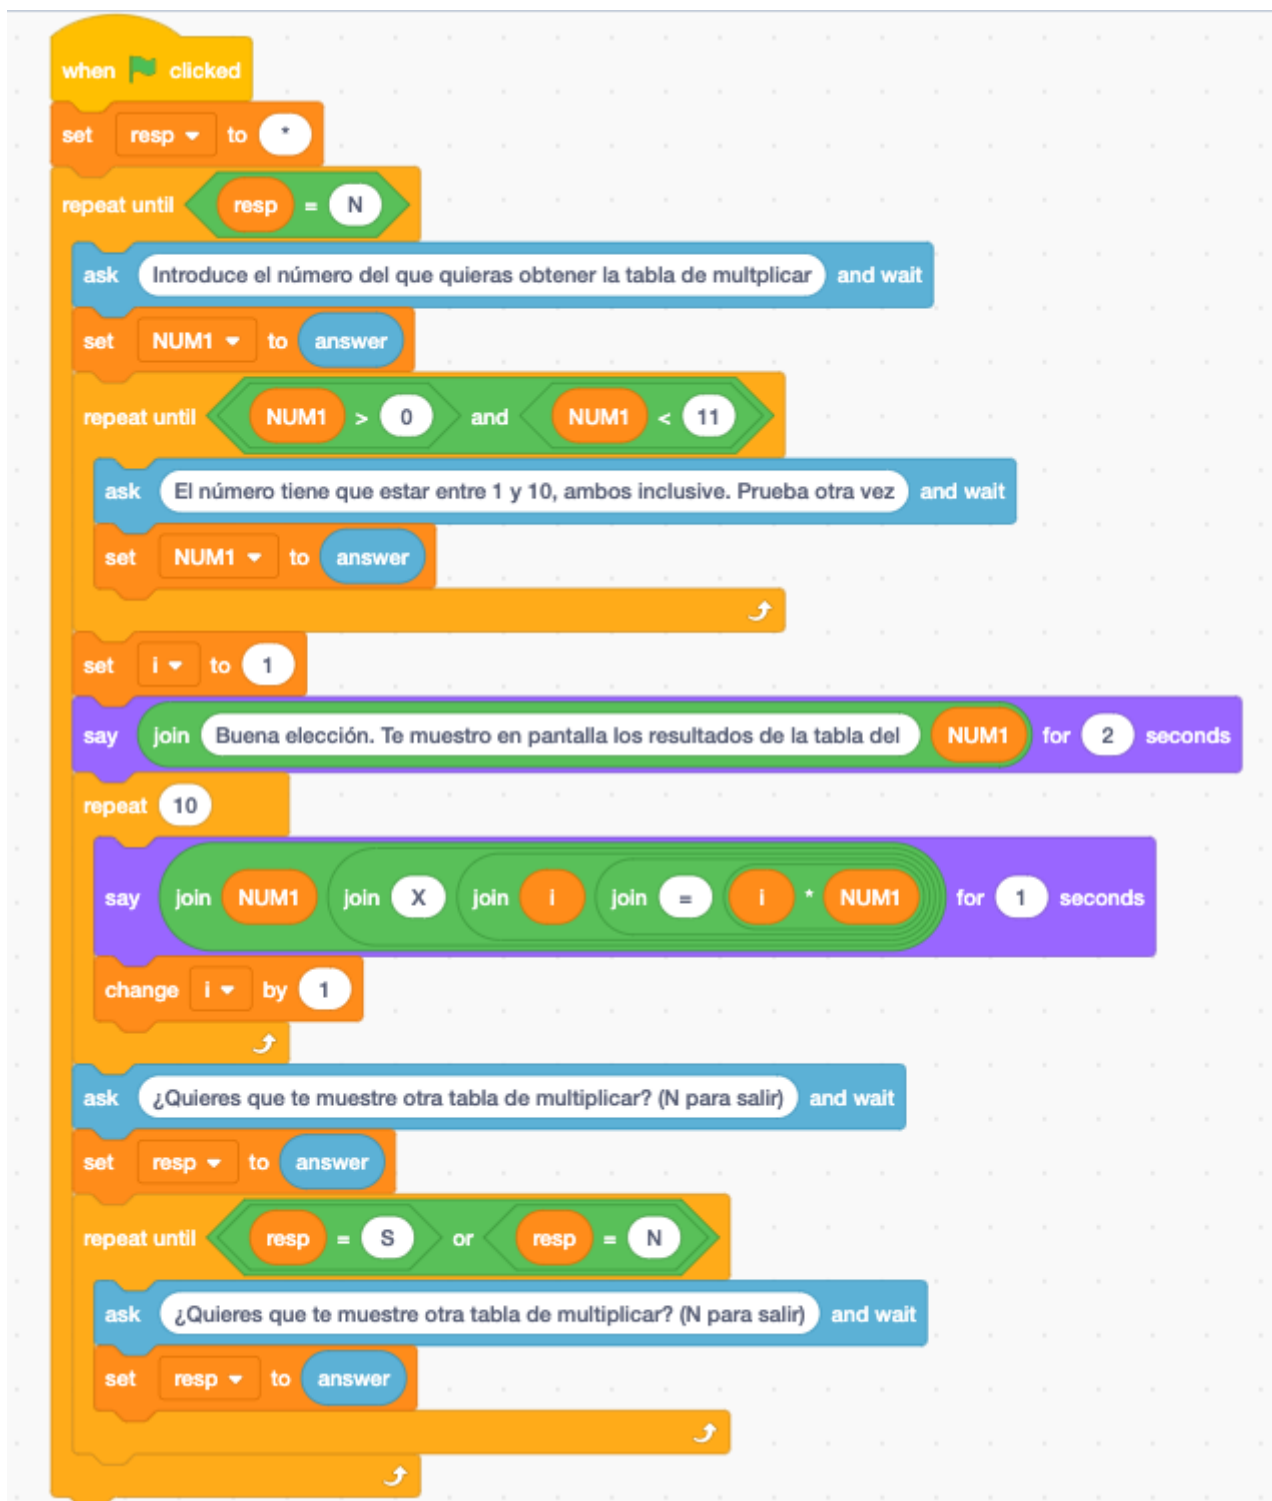 when clicked
set resp to *
repeat until resp = N
ask Introduce el número del que quieras obtener la tabla de multplicar and wait
set NUM1 to answer
repeat until NUM1 > 0 and NUM1 < 11
ask El número tiene que estar entre 1 y 10, ambos inclusive. Prueba otra vez and wait
set NUM1 to answer
set i to 1
say join Buena elección. Te muestro en pantalla los resultados de la tabla del NUM1 for 2 seconds
repeat 10
say join NUM1 join X join i join = i * NUM1 for 1 seconds
change i by 1
ask ¿Quieres que te muestre otra tabla de multiplicar? (N para salir) and wait
set resp to answer
repeat until resp = S or resp = N
ask ¿Quieres que te muestre otra tabla de multiplicar? (N para salir) and wait
set resp to answer